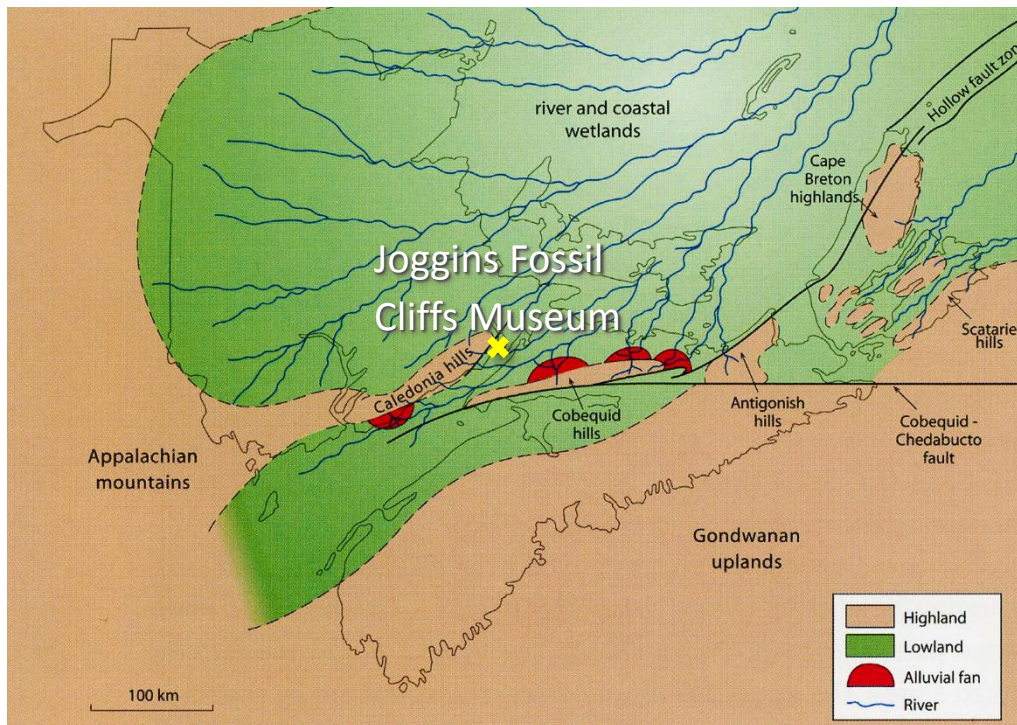 river and coastal
wetlands
Hollow fault zon
Cape
Breton
highlands
Joggins Fossil
Cliffs Museum
Scatarie
hills
Caledonia hills
Cobequid
hills
Antigonish
hills
Cobequid -
Chedabucto
fault
Appalachian
mountains
Gondwanan
uplands
Highland
Lowland
Alluvial fan
River
100 km